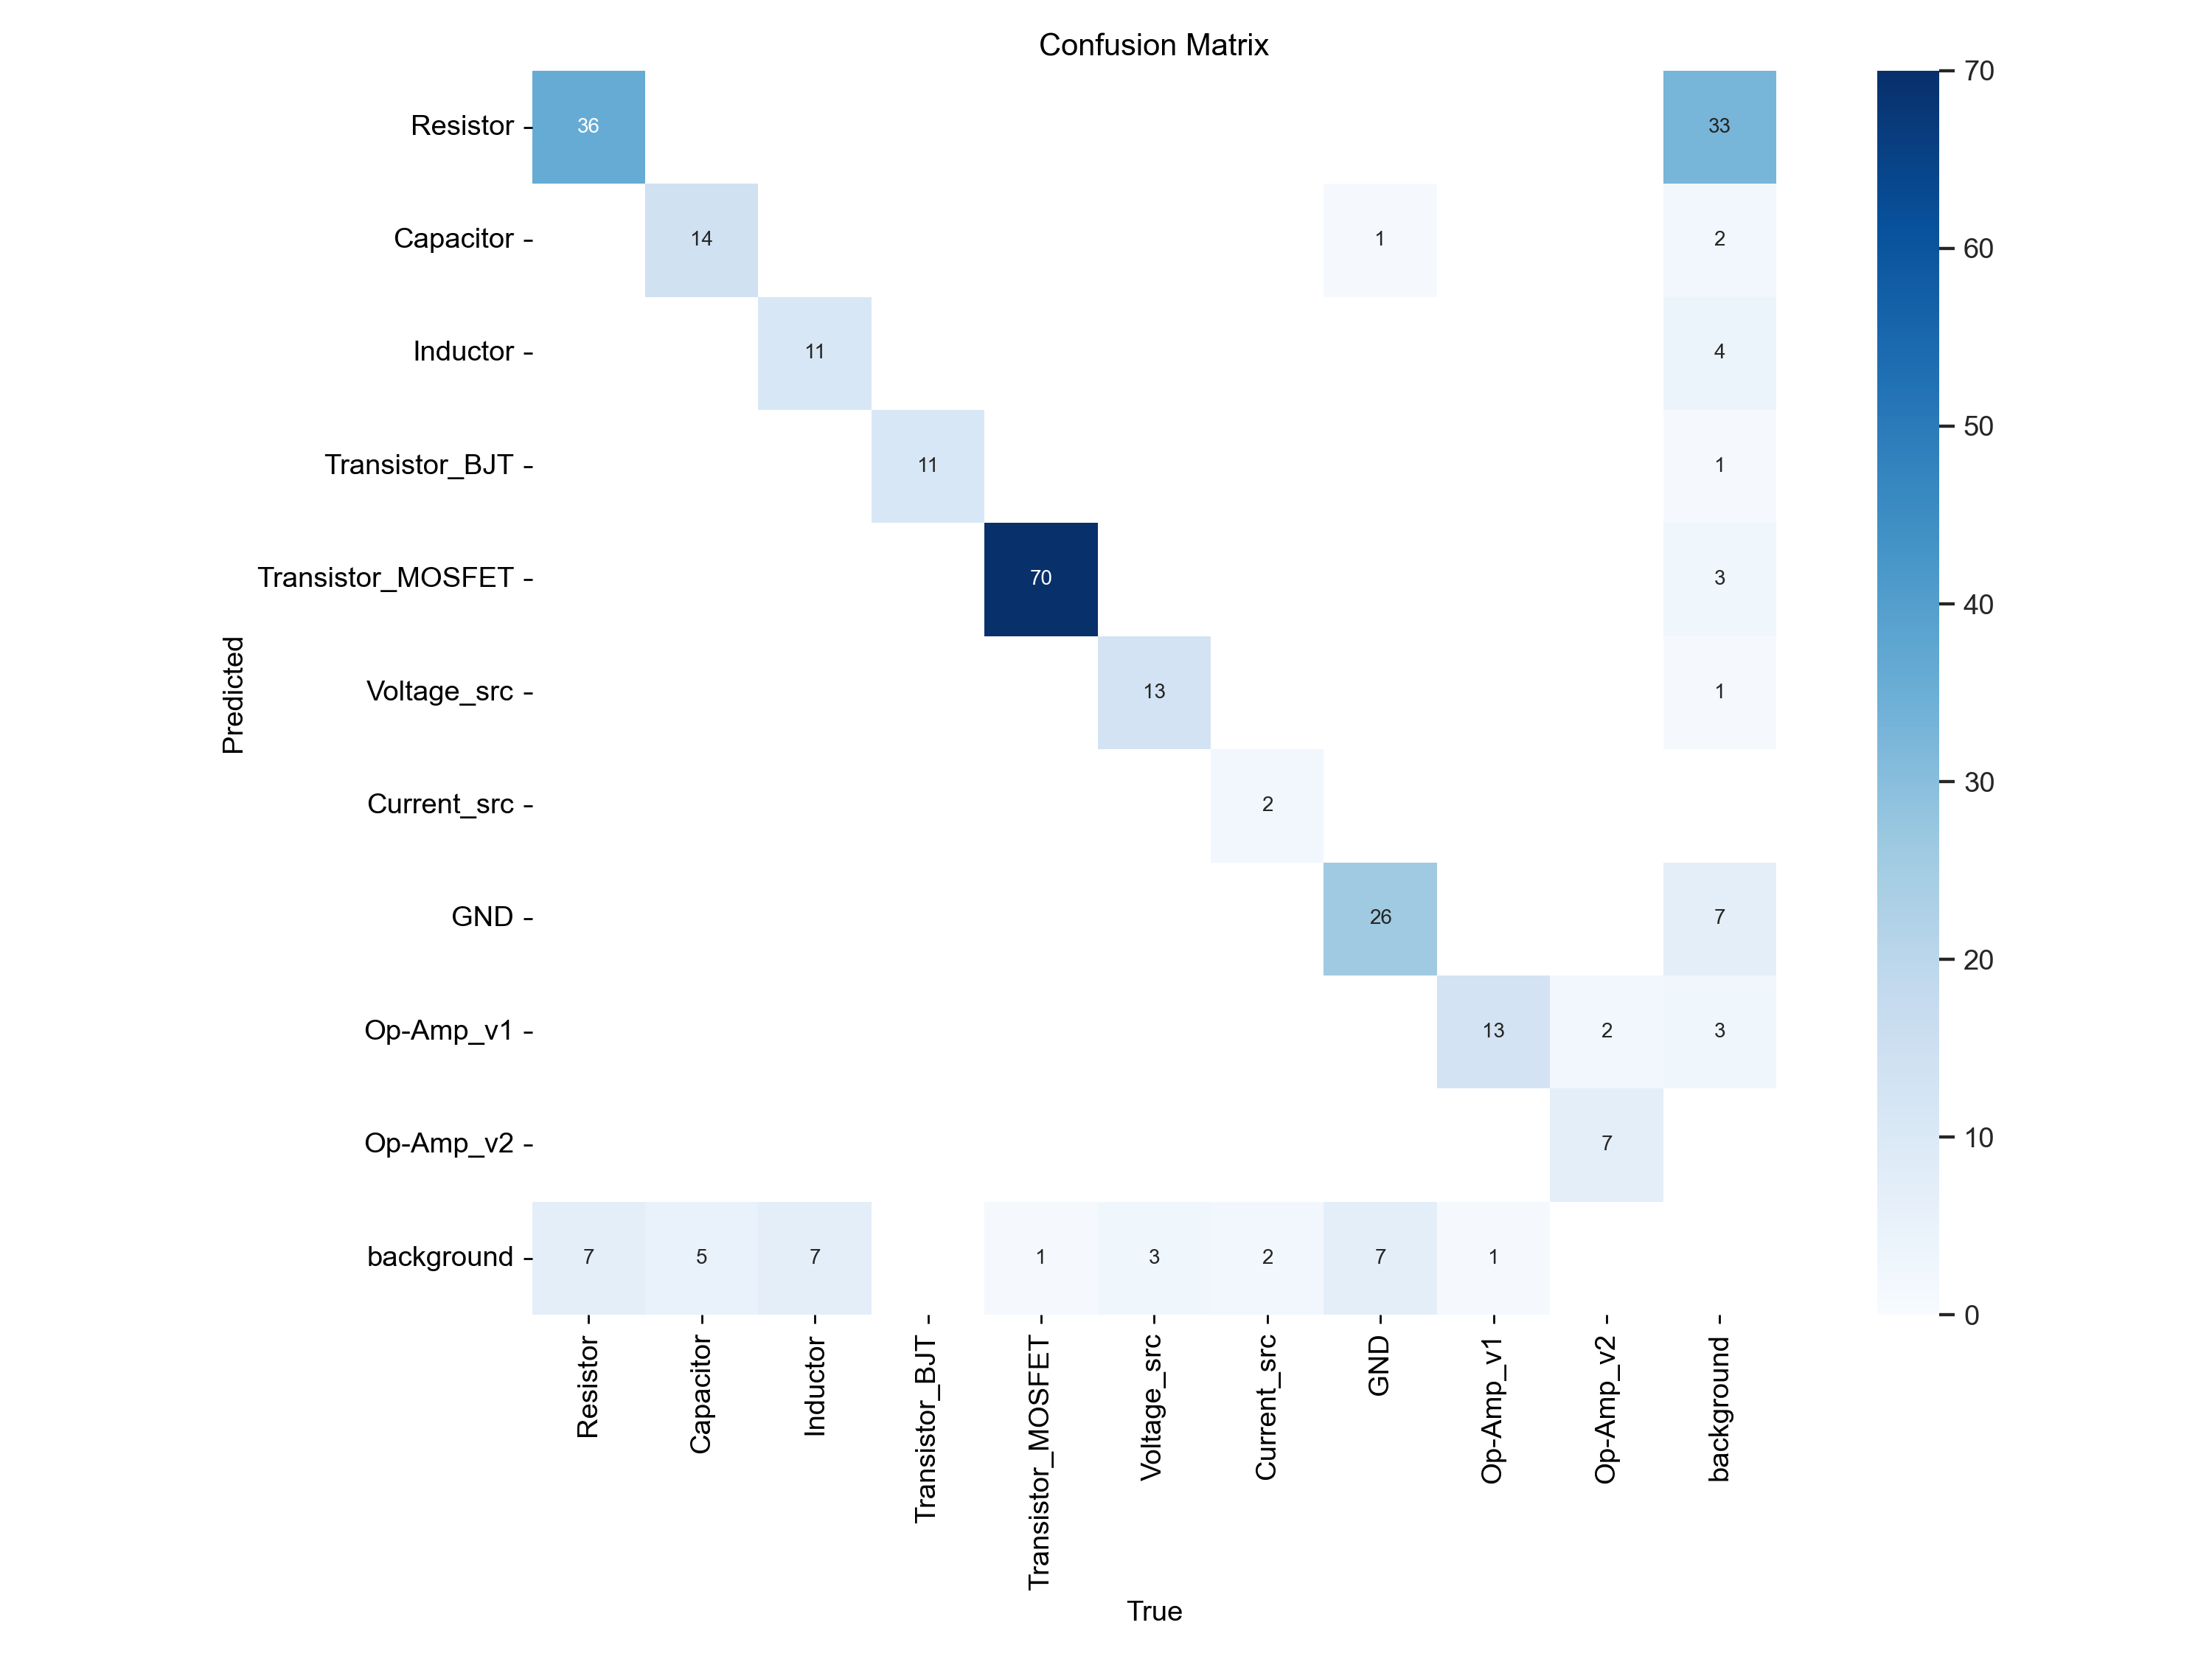 Confusion Matrix
Resistor
36
33
70
Capacitor
14
1
2
60
Inductor
11
4
Transistor_BJT
11
1
50
Transistor_MOSFET
70
3
40
Predicted
Voltage_src
13
1
Current_src
2
30
GND
26
7
20
Op-Amp_v1
13
2
3
Op-Amp_v2
7
10
background
7
5
7
1
3
2
7
1
0
Resistor
Capacitor
Inductor
Transistor_BJT
Transistor_MOSFET
Voltage_src
Current_src
GND
Op-Amp_v1
Op-Amp_v2
background
True